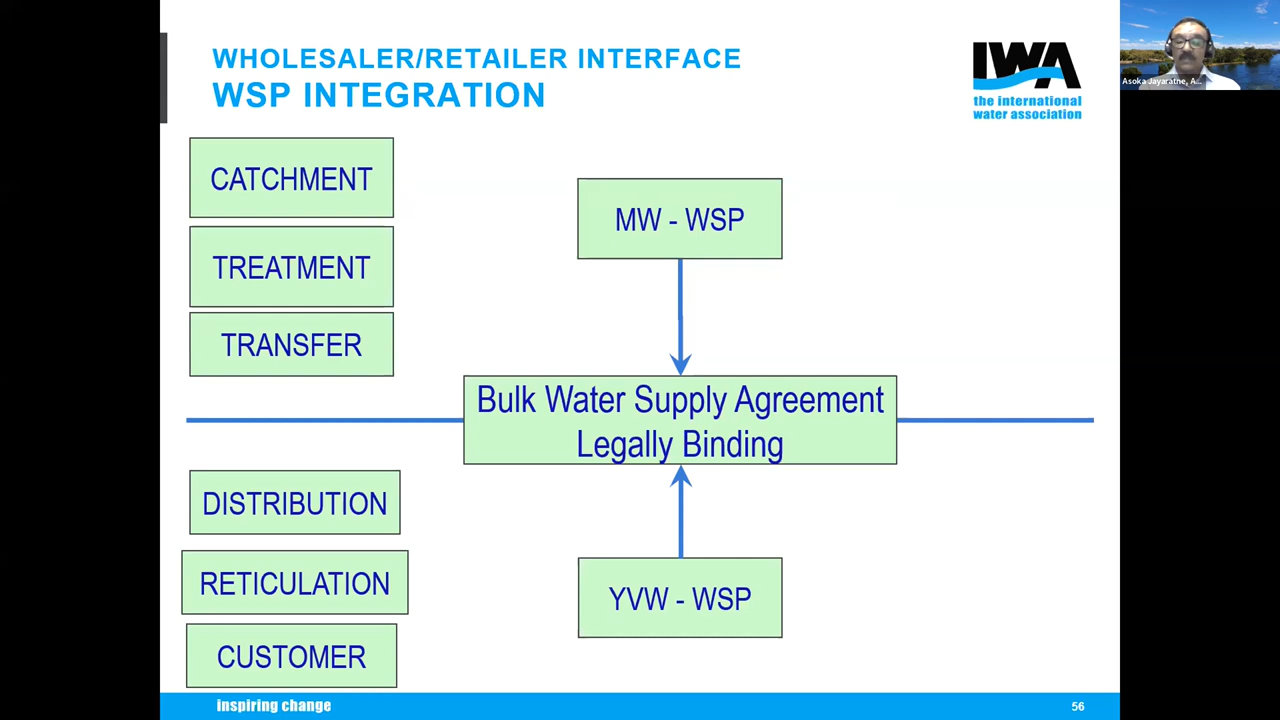 WHOLESALER/RETAILER INTERFACE
WSP INTEGRATION
IWA
the international
water association
Asoka Jayaratne, A...
CATCHMENT
TREATMENT
TRANSFER
MW - WSP
Bulk Water Supply Agreement
Legally Binding
DISTRIBUTION
RETICULATION
CUSTOMER
YVW - WSP
inspiring change
56